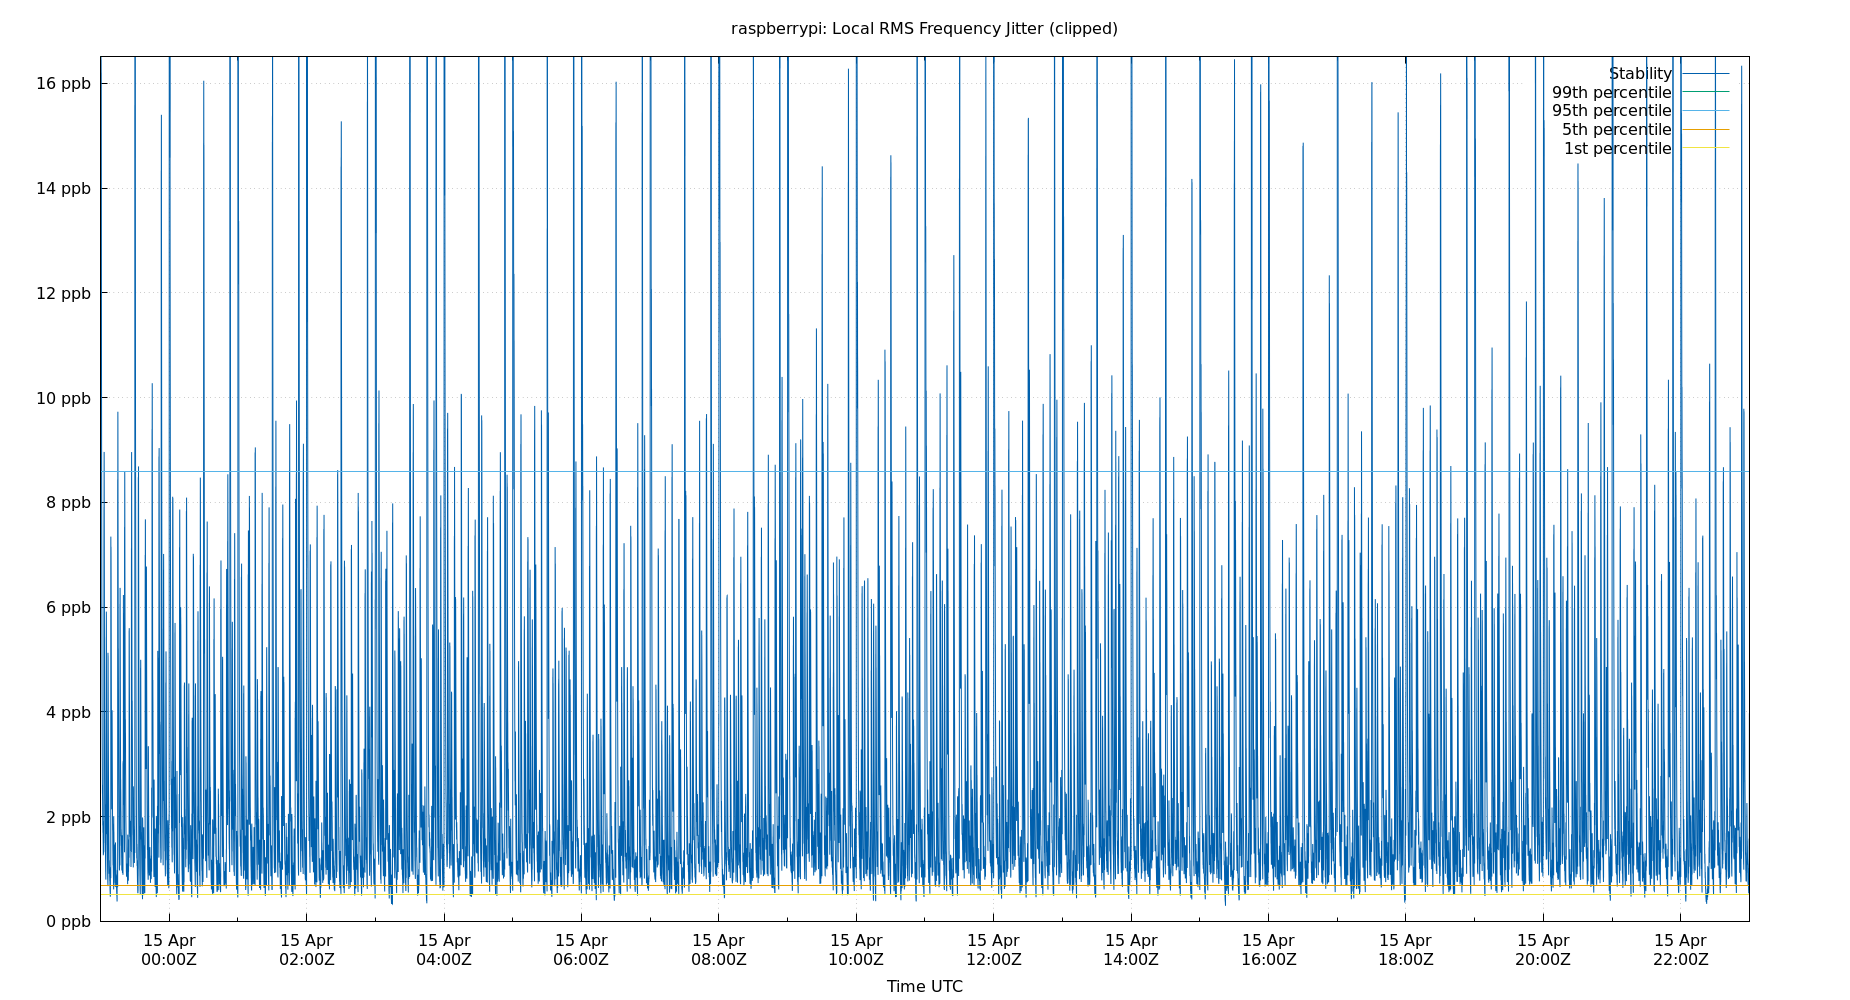 raspberrypi: Local RMS Frequency Jitter (clipped)
16 ppb
14 ppb
12 ppb
10 ppb
8 ppb
6 ppb
4 ppb
2 ppb
0 ppb
Stability
99th percentile
95th percentile
5th percentile
1st percentile
15 Apr
00:00Z
15 Apr
02:00Z
15 Apr
04:00Z
15 Apr
06:00Z
15 Apr
08:00Z
15 Apr
10:00Z
15 Apr
12:00Z
15 Apr
14:00Z
15 Apr
16:00Z
15 Apr
18:00Z
15 Apr
20:00Z
15 Apr
22:00Z
Time UTC